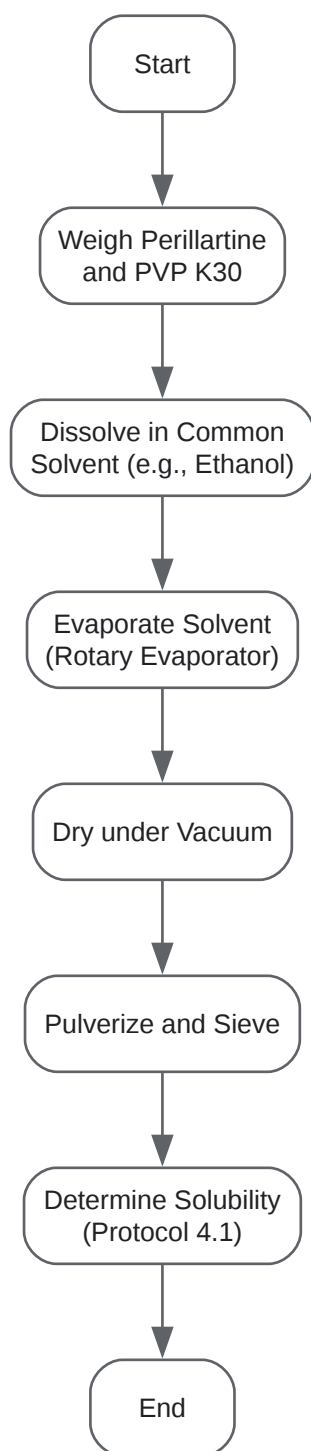 Start
Weigh Perillartine
and PVP K30
Dissolve in Common
Solvent (e.g., Ethanol)
Evaporate Solvent
(Rotary Evaporator)
Dry under Vacuum
Pulverize and Sieve
Determine Solubility
(Protocol 4.1)
End